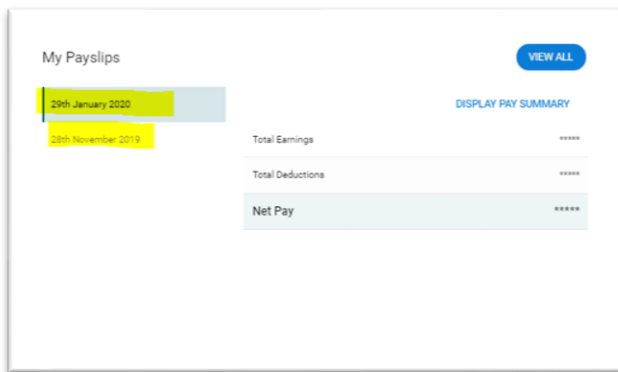 My Payslips
VIEW ALL
29th January 2020
DISPLAY PAY SUMMARY
28th November 2019
Total Earnings *****
Total Deductions *****
Net Pay *****